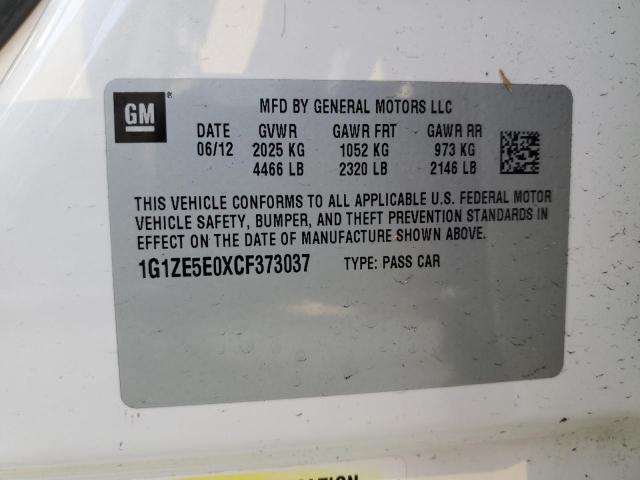 GM ®
MFD BY GENERAL MOTORS LLC
DATE GVWR GAWR FRT GAWR RR
06/12 2025 KG 1052 KG 973 KG
4466 LB 2320 LB 2146 LB
THIS VEHICLE CONFORMS TO ALL APPLICABLE U.S. FEDERAL MOTOR
VEHICLE SAFETY, BUMPER, AND THEFT PREVENTION STANDARDS IN
EFFECT ON THE DATE OF MANUFACTURE SHOWN ABOVE.
1G1ZE5E0XCF373037 TYPE: PASS CAR